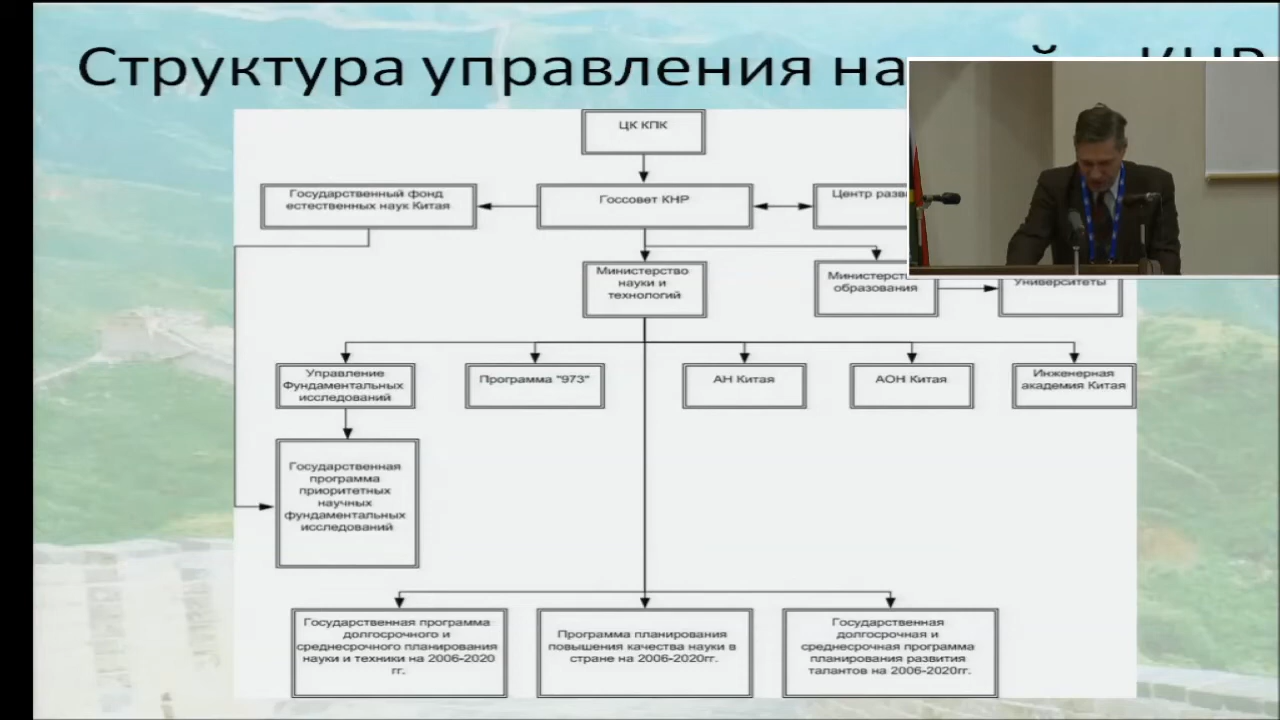 Структура управления на
ЦК КПК
Государственный фонд
естественных наук Китая
Госсовет КНР
Центр
Министерство
науки и
технологий
образования
Университеты
Управление
Фундаментальных
исследований
Программа "973"
АН Китая
АОН Китая
Инженерная
академия Китая
Государственная
программа
приоритетных
научных
фундаментальных
исследований
Государственная программа
долгосрочного и
среднесрочного планирования
науки и техники на 2006-2020
гг.
Программа планирования
повышения качества науки в
стране на 2006-2020гг.
Государственная
долгосрочная и
среднесрочная программа
планирования развития
талантов на 2006-2020гг.